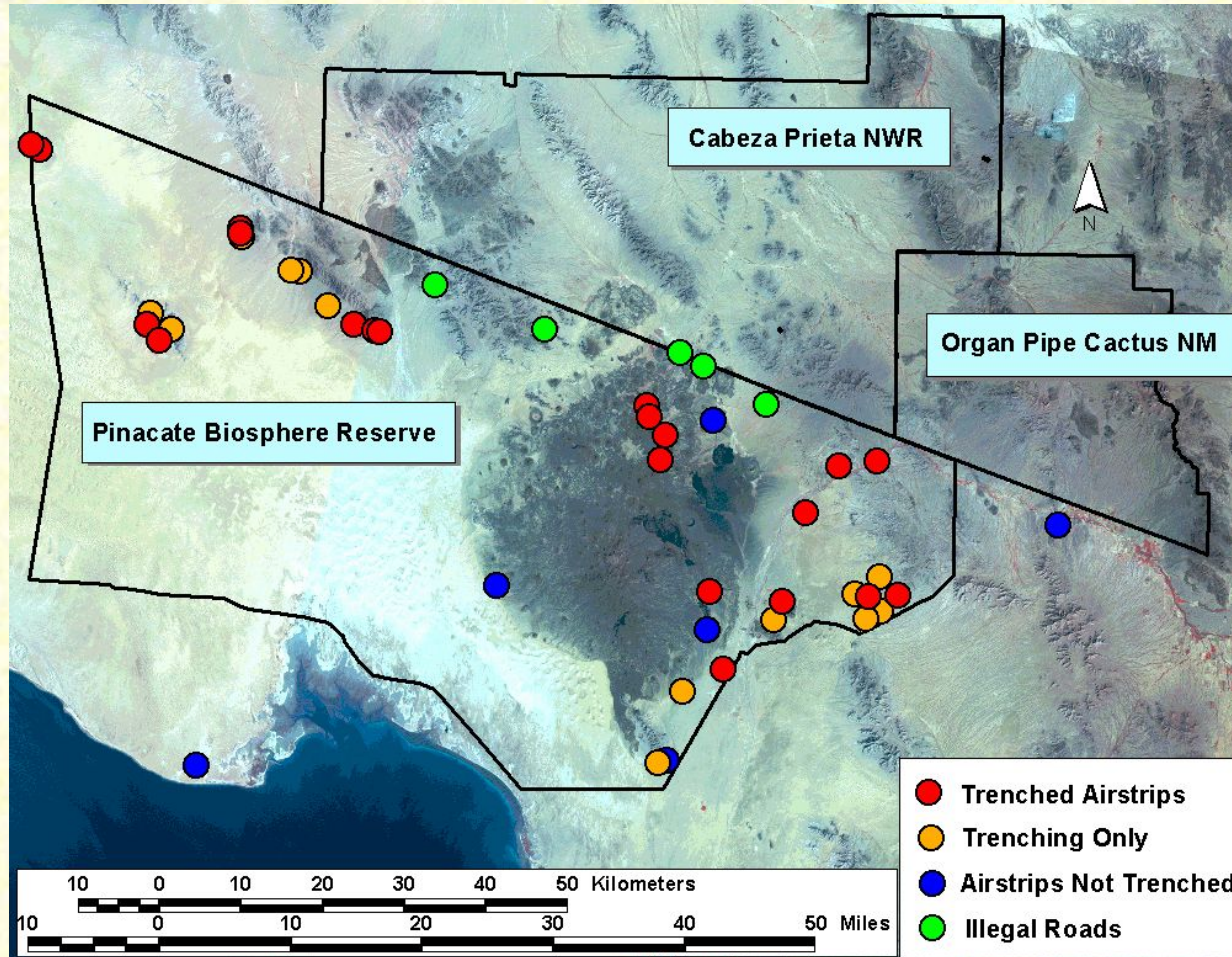 Cabeza Prieta NWR
N
Organ Pipe Cactus NM
Pinacate Biosphere Reserve
Trenched Airstrips
Trenching Only
Airstrips Not Trenched
Illegal Roads
10 0 10 20 30 40 50 Kilometers
10 0 10 20 30 40 50 Miles